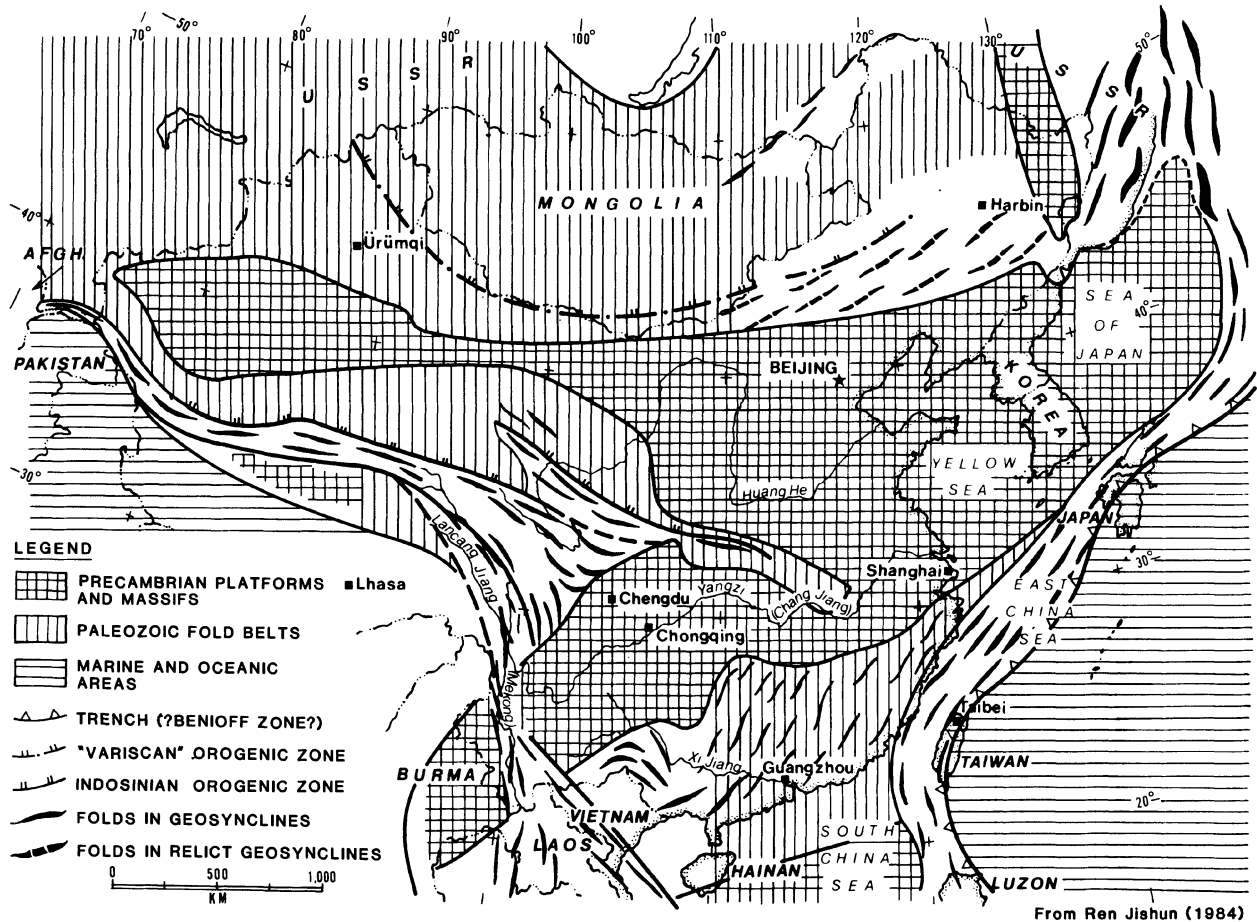 50°
70°
80°
90°
100°
110°
120°
130°
50°
U S S R
U S S R
MONGOLIA
Harbin
40°
Ürümqi
AFGH.
SEA
OF
JAPAN
40°
PAKISTAN
BEIJING
KOREA
YELLOW
SEA
Huang He
30°
JAPAN
Lancang Jiang
LEGEND
PRECAMBRIAN PLATFORMS
AND MASSIFS
Lhasa
Shanghai
30°
EAST
CHINA
SEA
Chengdu
Yangzi
(Chang Jiang)
Chongqing
PALEOZOIC FOLD BELTS
MARINE AND OCEANIC
AREAS
(Mekong)
TRENCH (?BENIOFF ZONE?)
Taibei
"VARISCAN" OROGENIC ZONE
BURMA
Xi Jiang
Guangzhou
TAIWAN
INDOSINIAN OROGENIC ZONE
20°
FOLDS IN GEOSYNCLINES
VIETNAM
LAOS
SOUTH
CHINA
SEA
FOLDS IN RELICT GEOSYNCLINES
HAINAN
LUZON
0 500 1,000
KM
From Ren Jishun (1984)